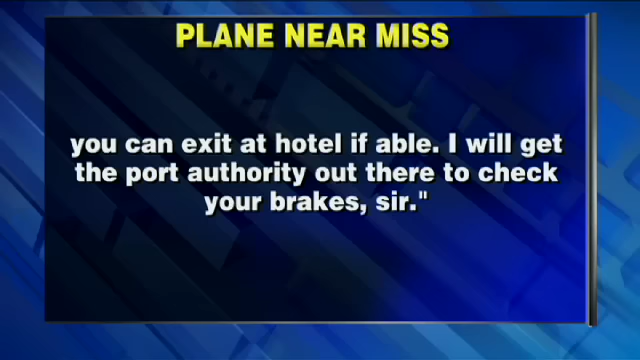 PLANE NEAR MISS
you can exit at hotel if able. I will get
the port authority out there to check
your brakes, sir."